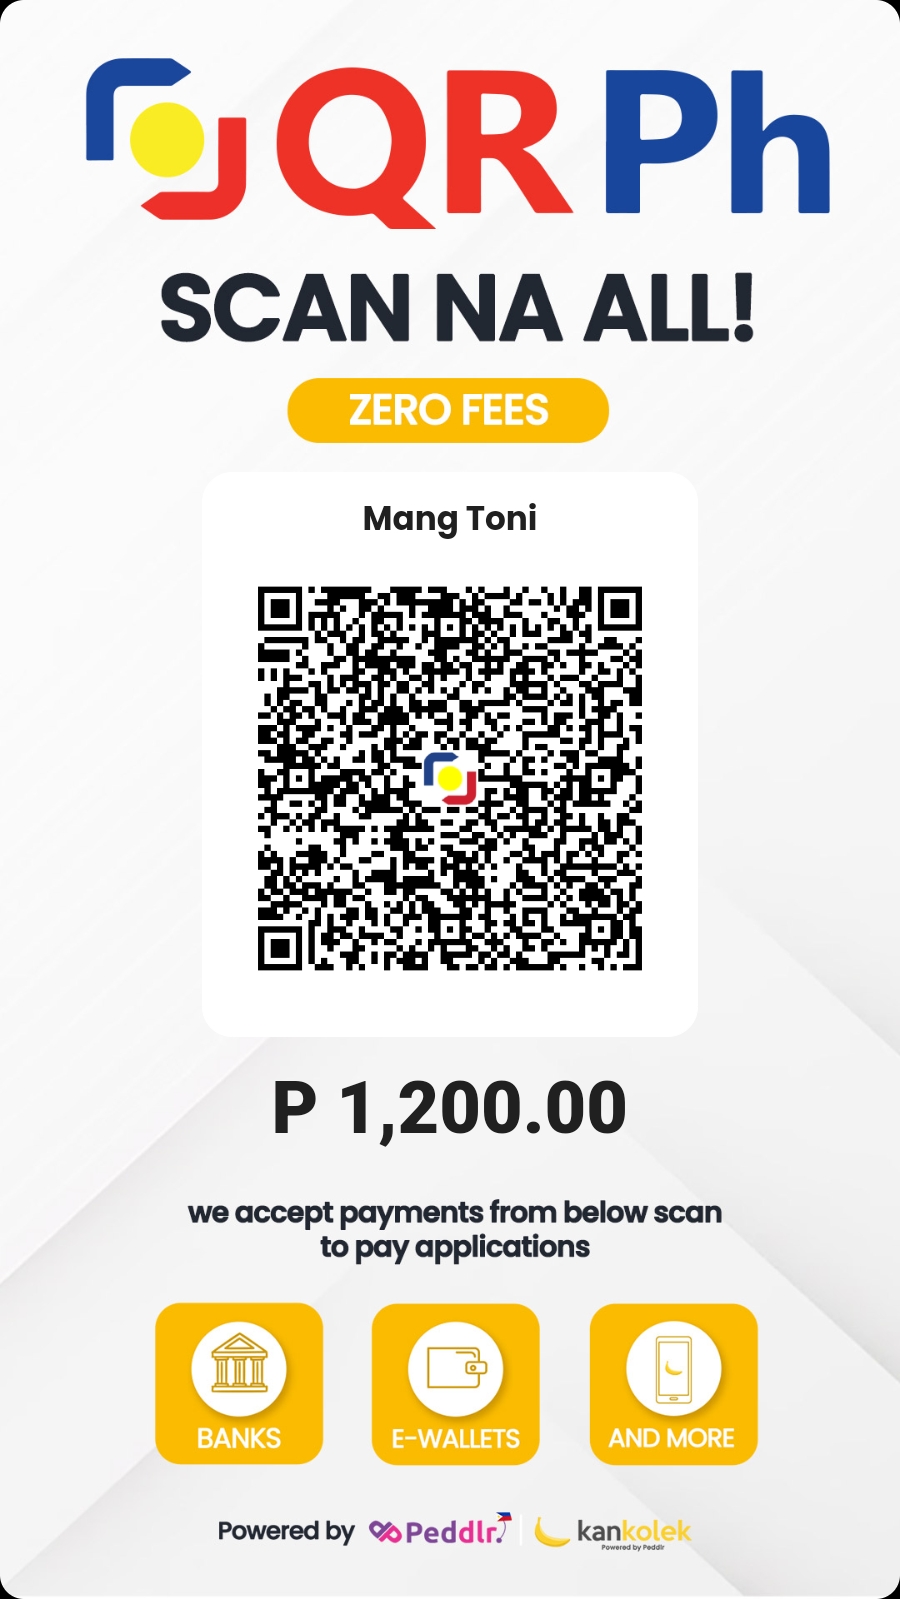 QR Ph
SCAN NA ALL!
ZERO FEES
Mang Toni
P 1,200.00
we accept payments from below scan
to pay applications
BANKS
E-WALLETS
AND MORE
Powered by Peddlr. kankolek
Powered by Peddlr